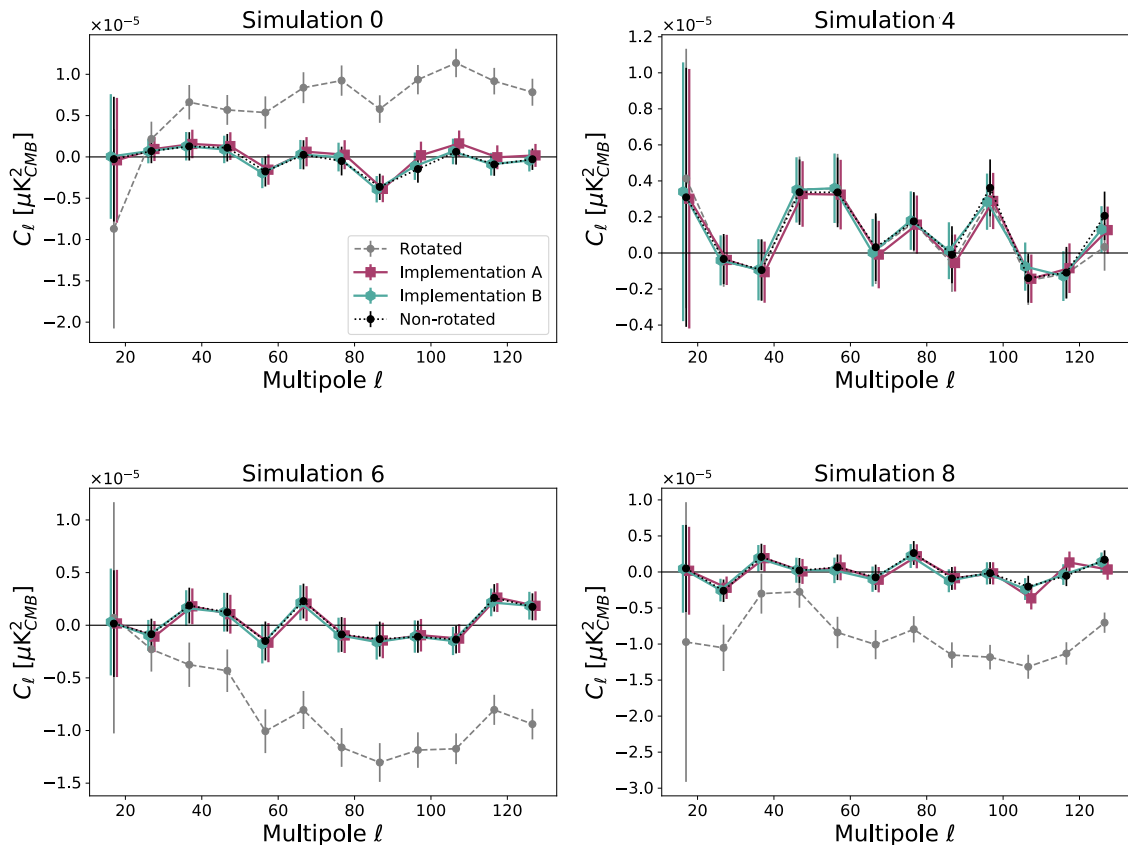 Simulation 0
×10⁻⁵
1.0
0.5
0.0
−0.5
−1.0
−1.5
−2.0
C_ℓ [μK²_CMB]
Rotated
Implementation A
Implementation B
Non-rotated
20 40 60 80 100 120
Multipole ℓ
Simulation 4
×10⁻⁵
1.2
1.0
0.8
0.6
0.4
0.2
0.0
−0.2
−0.4
C_ℓ [μK²_CMB]
20 40 60 80 100 120
Multipole ℓ
Simulation 6
×10⁻⁵
1.0
0.5
0.0
−0.5
−1.0
−1.5
C_ℓ [μK²_CMB]
20 40 60 80 100 120
Multipole ℓ
Simulation 8
×10⁻⁵
1.0
0.5
0.0
−0.5
−1.0
−1.5
−2.0
−2.5
−3.0
C_ℓ [μK²_CMB]
20 40 60 80 100 120
Multipole ℓ